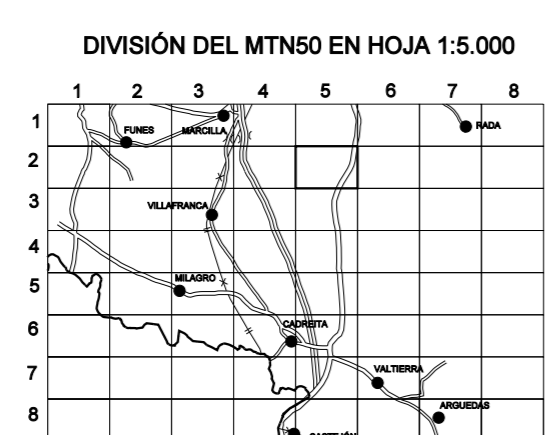 DIVISIÓN DEL MTN50 EN HOJA 1:5.000
1 2 3 4 5 6 7 8
1
FUNES
MARCILLA
RADA
2
3
VILLAFRANCA
4
5
MILAGRO
6
CADREITA
7
VALTIERRA
ARGUEDAS
8
CASTEJÓN